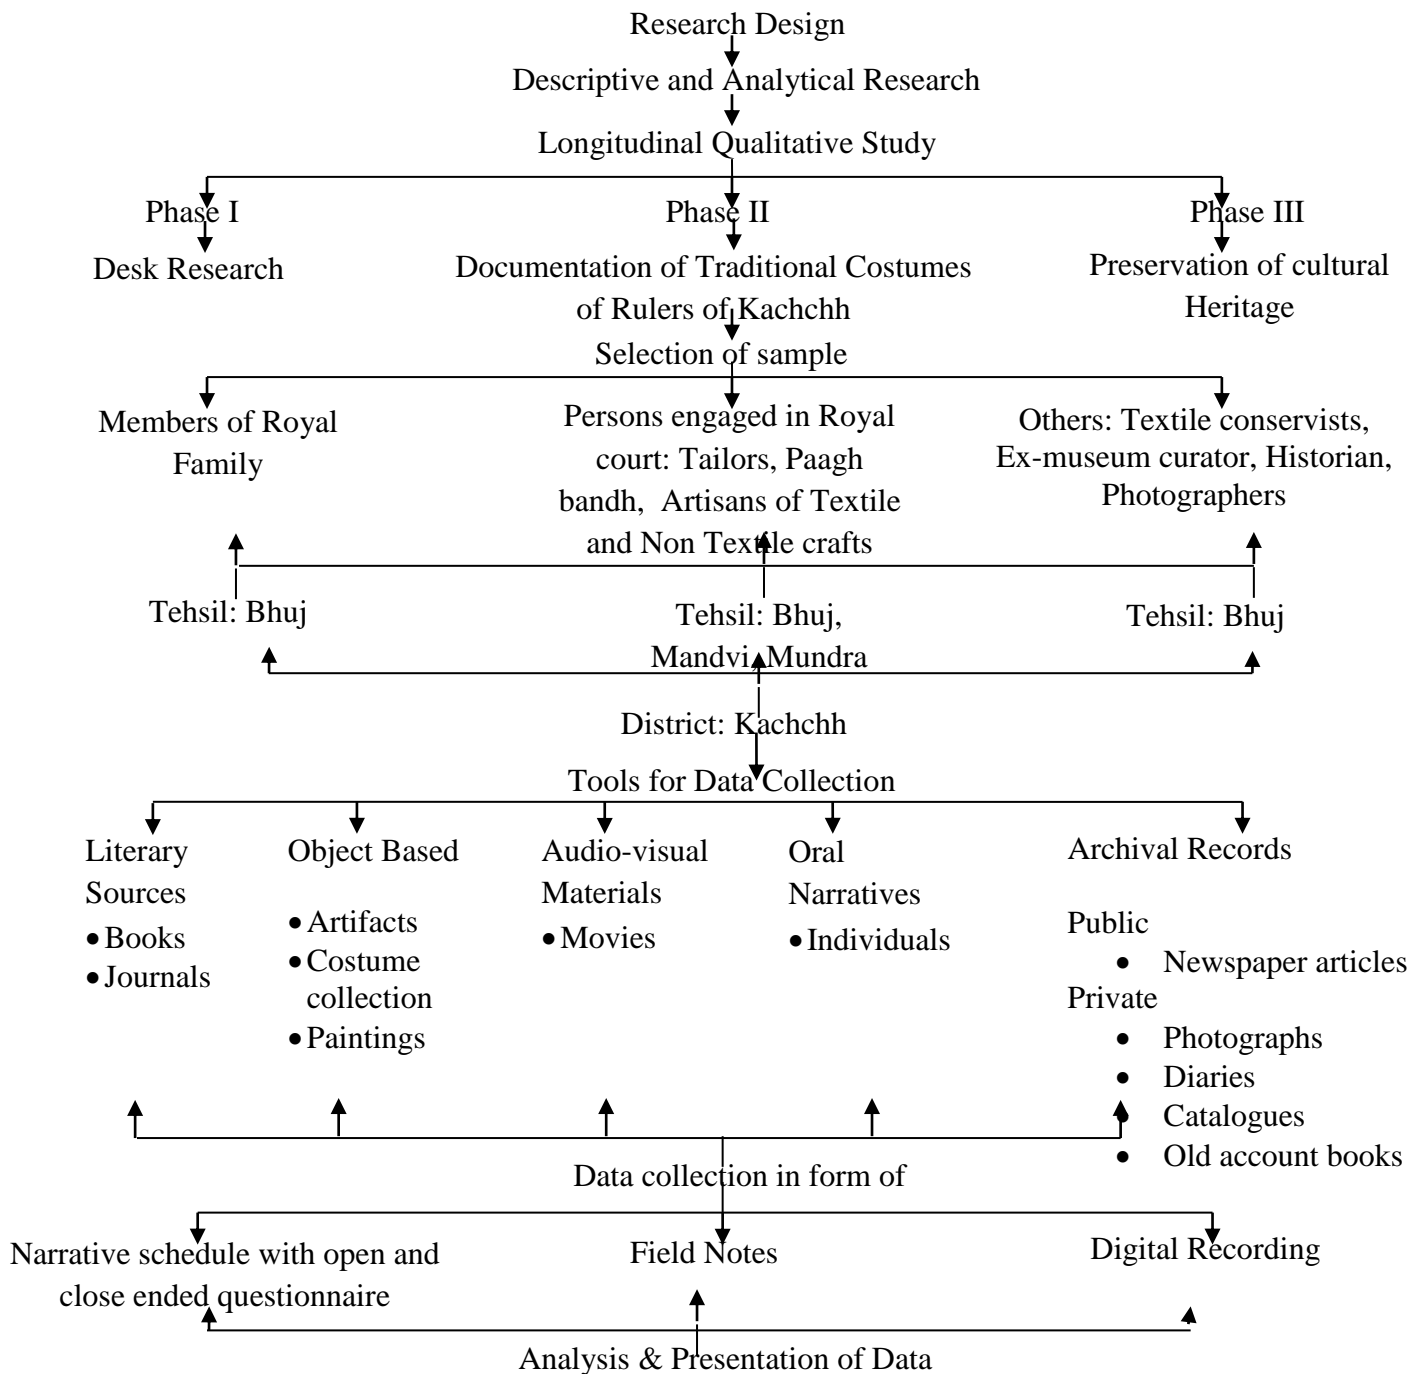 Research Design
Descriptive and Analytical Research
Longitudinal Qualitative Study
Phase I
Phase II
Phase III
Desk Research
Documentation of Traditional Costumes
of Rulers of Kachchh
Preservation of cultural
Heritage
Selection of sample
Members of Royal
Family
Persons engaged in Royal
court: Tailors, Paagh
bandh, Artisans of Textile
and Non Textile crafts
Others: Textile conservists,
Ex-museum curator, Historian,
Photographers
Tehsil: Bhuj
Tehsil: Bhuj,
Mandvi, Mundra
Tehsil: Bhuj
District: Kachchh
Tools for Data Collection
Literary
Sources
• Books
• Journals
Object Based
• Artifacts
• Costume
collection
• Paintings
Audio-visual
Materials
• Movies
Oral
Narratives
• Individuals
Archival Records
Public
• Newspaper articles
Private
• Photographs
• Diaries
• Catalogues
• Old account books
Data collection in form of
Narrative schedule with open and
close ended questionnaire
Field Notes
Digital Recording
Analysis & Presentation of Data